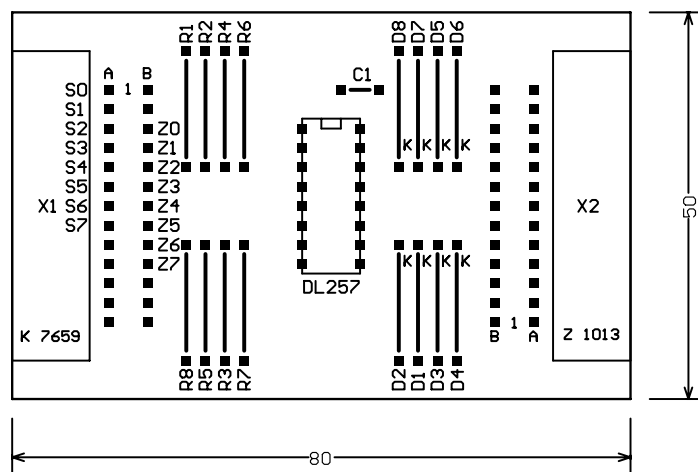 R1 R2 R4 R6 D8 D7 D5 D6
A B C1
S0 1
S1
S2 Z0
S3 Z1 K K K K
S4 Z2
S5 Z3
X1 S6 Z4 X2 50
S7 Z5
Z6
Z7 K K K K
DL257
K 7659 1 Z 1013
B A
R8 R5 R3 R7 D2 D1 D3 D4
80